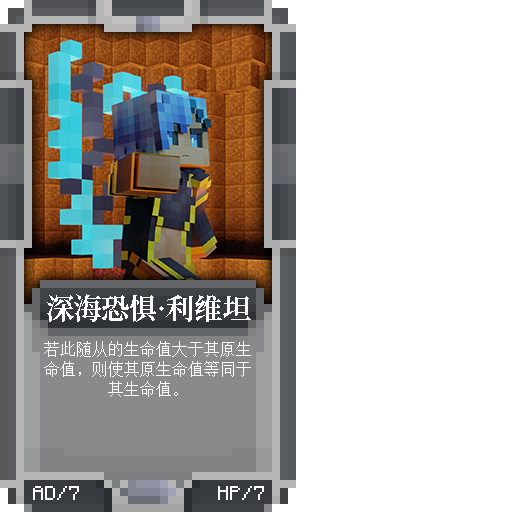 深海恐惧·利维坦
若此随从的生命值大于其原生
命值，则使其原生命值等同于
其生命值。
AD/7
HP/7